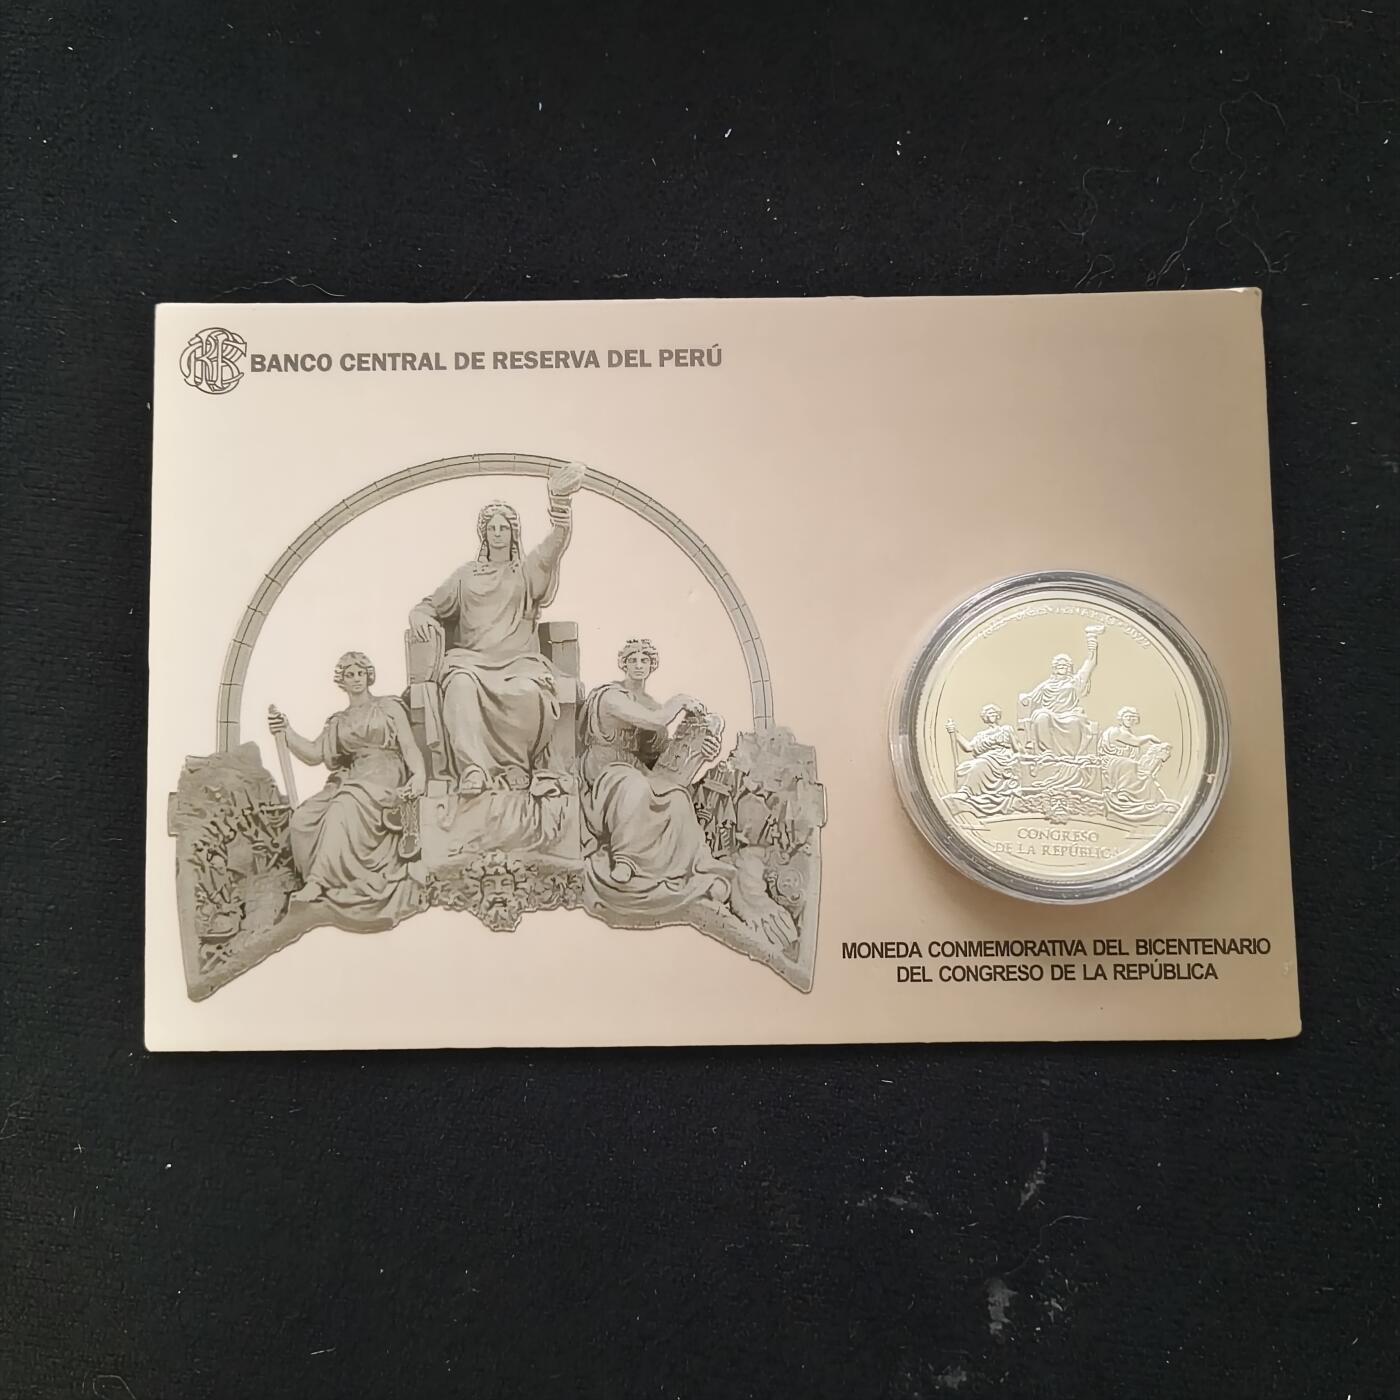 BANCO CENTRAL DE RESERVA DEL PERÚ
CONGRESO
DE LA REPÚBLICA
MONEDA CONMEMORATIVA DEL BICENTENARIO
DEL CONGRESO DE LA REPÚBLICA